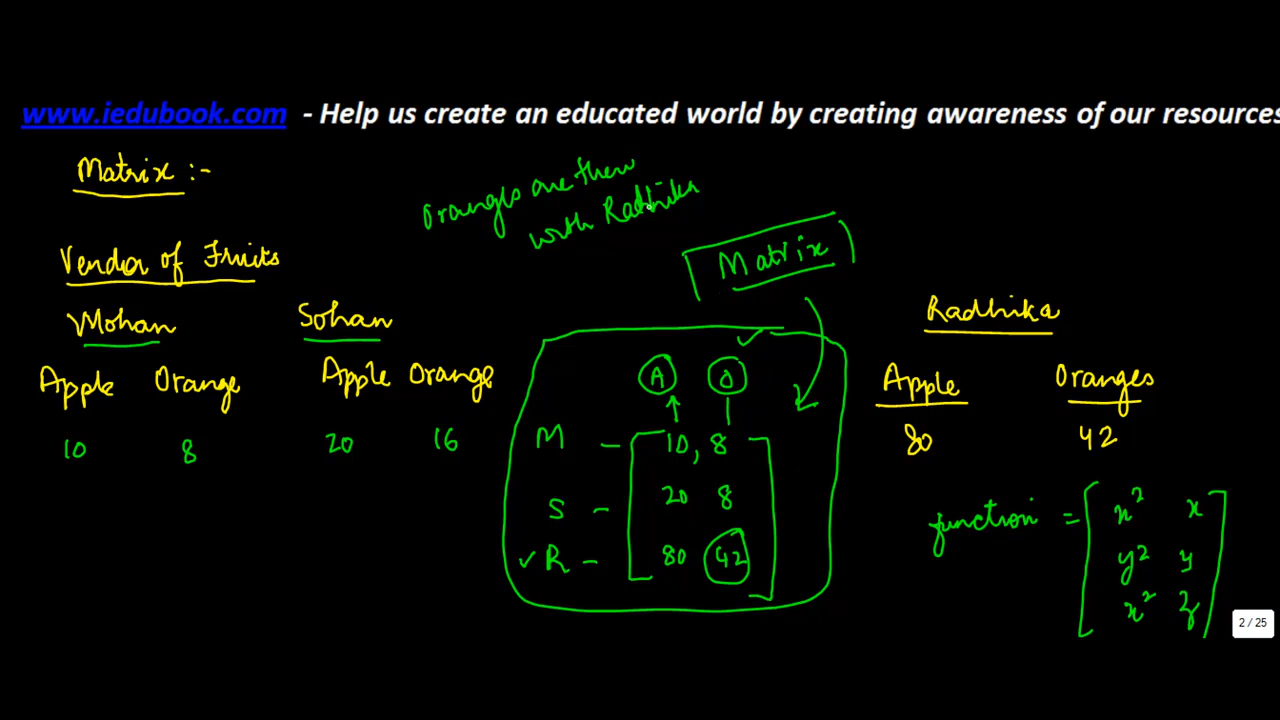 www.iedubook.com - Help us create an educated world by creating awareness of our resources
Matrix :-
Oranges are there
with Radhika
Vendor of Fruits
Matrix
Mohan
Sohan
Radhika
Apple Orange
Apple Orange
A O
Apple Oranges
10 8
20 16
M - 10, 8
80 42
S - 20 8
R - 80 42
function = x² x
y² y
x² z
2 / 25